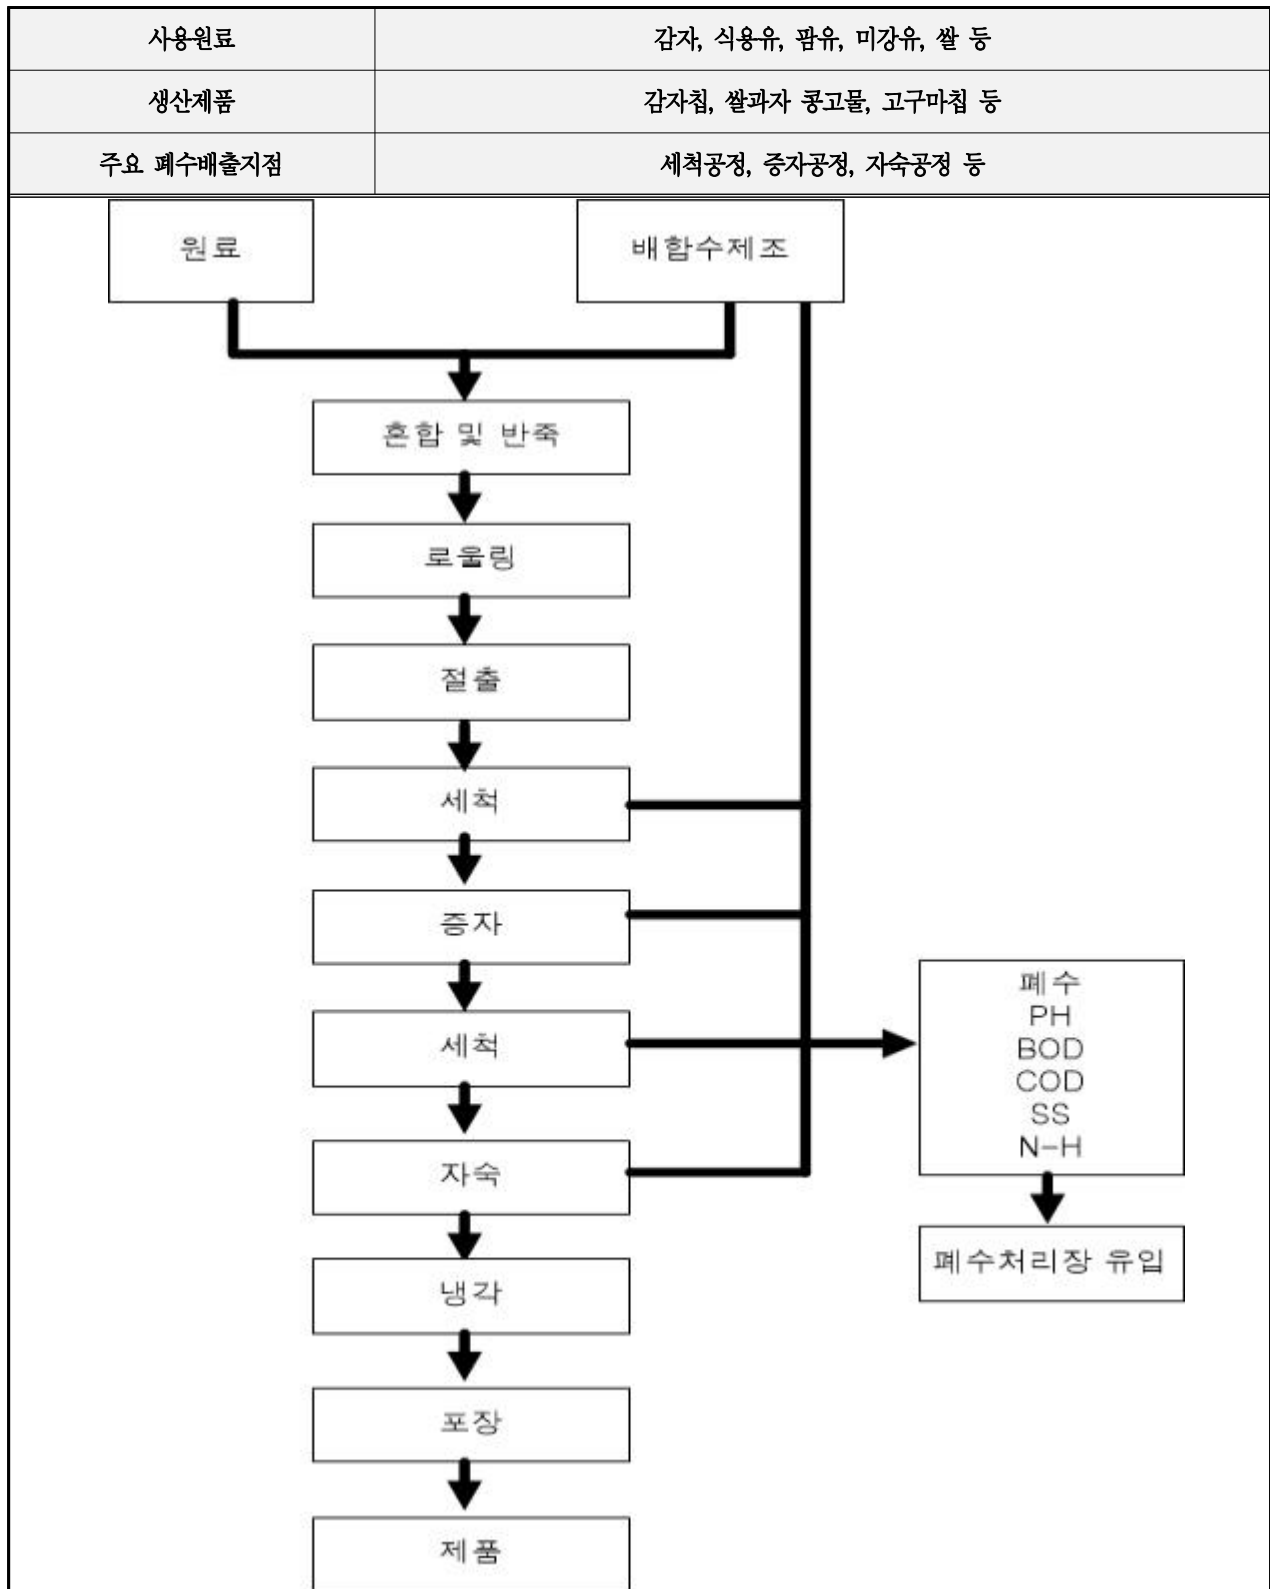 사용원료 감자, 식용유, 팜유, 미강유, 쌀 등
생산제품 감자칩, 쌀과자 콩고물, 고구마칩 등
주요 폐수배출지점 세척공정, 증자공정, 자숙공정 등
원료 배합수제조
혼합 및 반죽
로울링
절출
세척
증자
세척
자숙
냉각
포장
제품
폐수
PH
BOD
COD
SS
N-H
폐수처리장 유입